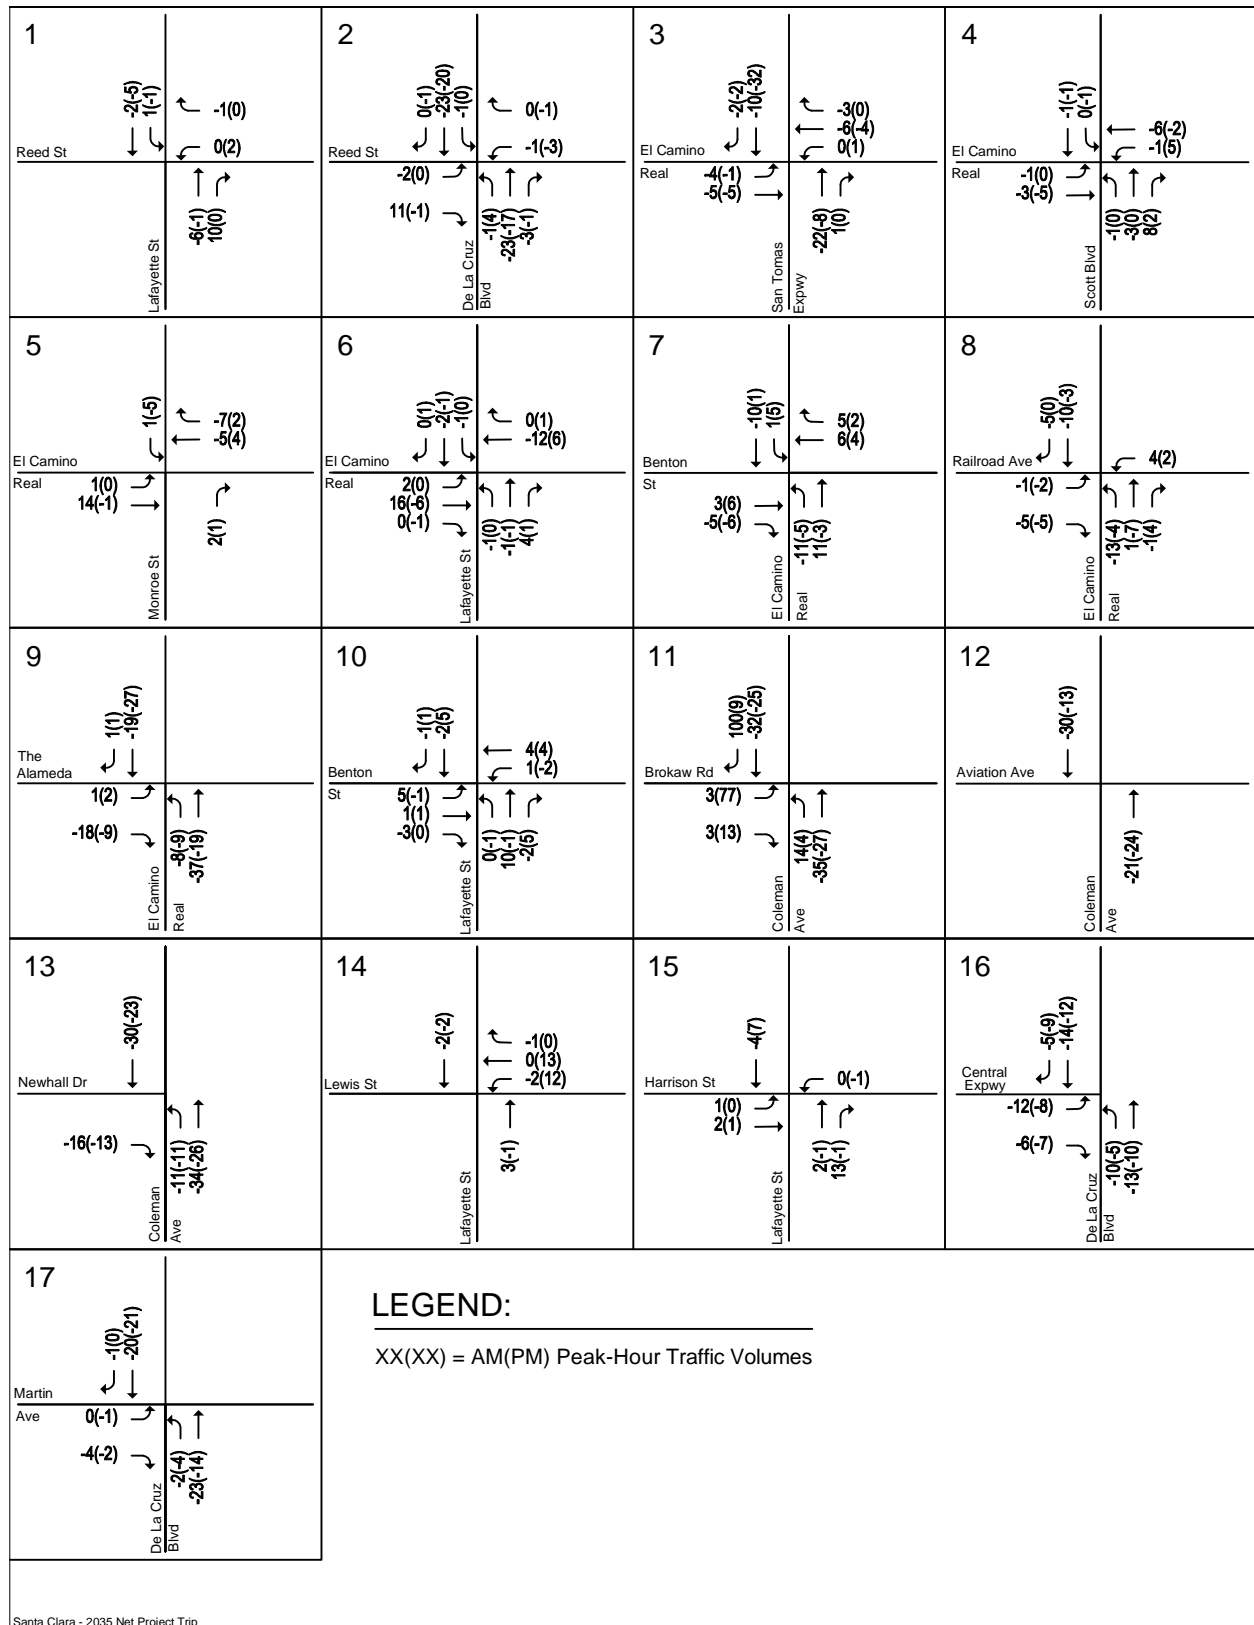 1
-2(-5)
1(-1)
-1(0)
0(2)
Reed St
-6(-1)
10(0)
Lafayette St
2
0(-1)
-23(-20)
-1(0)
0(-1)
-1(-3)
Reed St
-2(0)
11(-1)
-1(4)
-23(-17)
-3(-1)
De La Cruz
Blvd
3
-2(-2)
-10(-32)
-3(0)
-6(-4)
0(1)
El Camino
Real
-4(-1)
-5(-5)
-22(-8)
1(0)
San Tomas
Expwy
4
-1(-1)
0(-1)
-6(-2)
-1(5)
El Camino
Real
-1(0)
-3(-5)
-1(0)
-3(0)
8(2)
Scott Blvd
5
1(-5)
-7(2)
-5(4)
El Camino
Real
1(0)
14(-1)
2(1)
Monroe St
6
0(1)
-2(-1)
-1(0)
0(1)
-12(6)
El Camino
Real
2(0)
16(-6)
0(-1)
-1(0)
-1(-1)
4(1)
Lafayette St
7
-10(1)
1(5)
5(2)
6(4)
Benton
St
3(6)
-5(-6)
-11(-5)
11(-3)
El Camino
Real
8
-5(0)
-10(-3)
4(2)
Railroad Ave
-1(-2)
-5(-5)
-13(-4)
1(-7)
-1(4)
El Camino
Real
9
1(1)
-19(-27)
The
Alameda
1(2)
-18(-9)
-8(-9)
-37(-19)
El Camino
Real
10
-1(1)
-2(5)
4(4)
1(-2)
Benton
St
5(-1)
1(1)
-3(0)
0(-1)
10(-1)
-2(5)
Lafayette St
11
100(9)
-32(-25)
Brokaw Rd
3(77)
3(13)
14(4)
-35(-27)
Coleman
Ave
12
-30(-13)
Aviation Ave
-21(-24)
Coleman
Ave
13
-30(-23)
Newhall Dr
-16(-13)
-11(-11)
-34(-26)
Coleman
Ave
14
-2(-2)
-1(0)
0(13)
-2(12)
Lewis St
3(-1)
Lafayette St
15
-4(7)
0(-1)
Harrison St
1(0)
2(1)
2(-1)
13(-1)
Lafayette St
16
-5(-9)
-14(-12)
Central
Expwy
-12(-8)
-6(-7)
-10(-5)
-13(-10)
De La Cruz
Blvd
17
-1(0)
-20(-21)
Martin
Ave
0(-1)
-4(-2)
-2(-4)
-23(-14)
De La Cruz
Blvd
LEGEND:
XX(XX) = AM(PM) Peak-Hour Traffic Volumes
Santa Clara - 2035 Net Project Trip